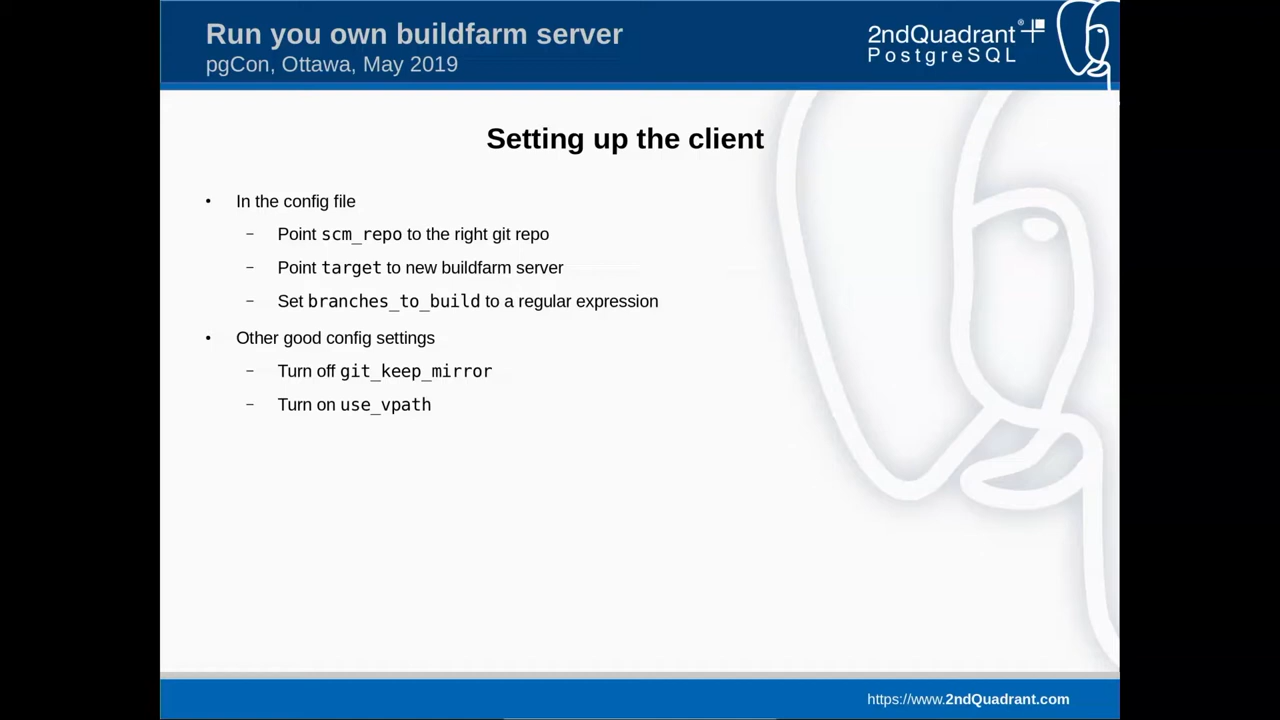 Run you own buildfarm server
pgCon, Ottawa, May 2019
2ndQuadrant®
PostgreSQL
Setting up the client
• In the config file
– Point scm_repo to the right git repo
– Point target to new buildfarm server
– Set branches_to_build to a regular expression
• Other good config settings
– Turn off git_keep_mirror
– Turn on use_vpath
https://www.2ndQuadrant.com